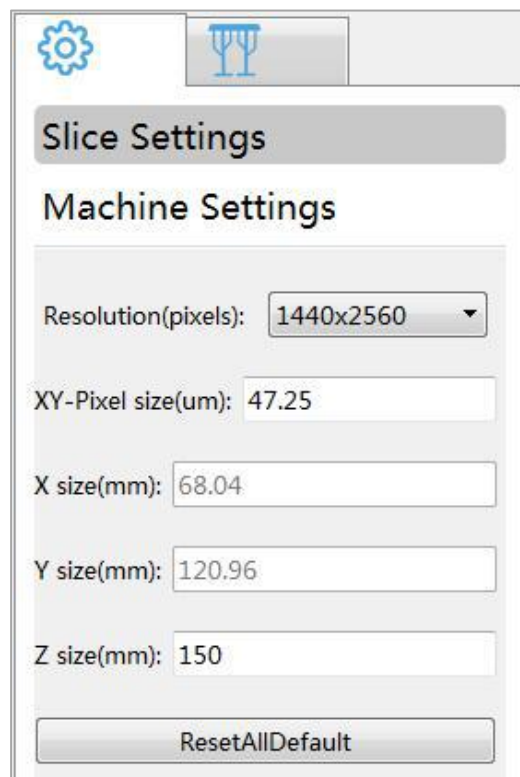 Slice Settings
Machine Settings
Resolution(pixels): 1440x2560
XY-Pixel size(um): 47.25
X size(mm): 68.04
Y size(mm): 120.96
Z size(mm): 150
ResetAllDefault